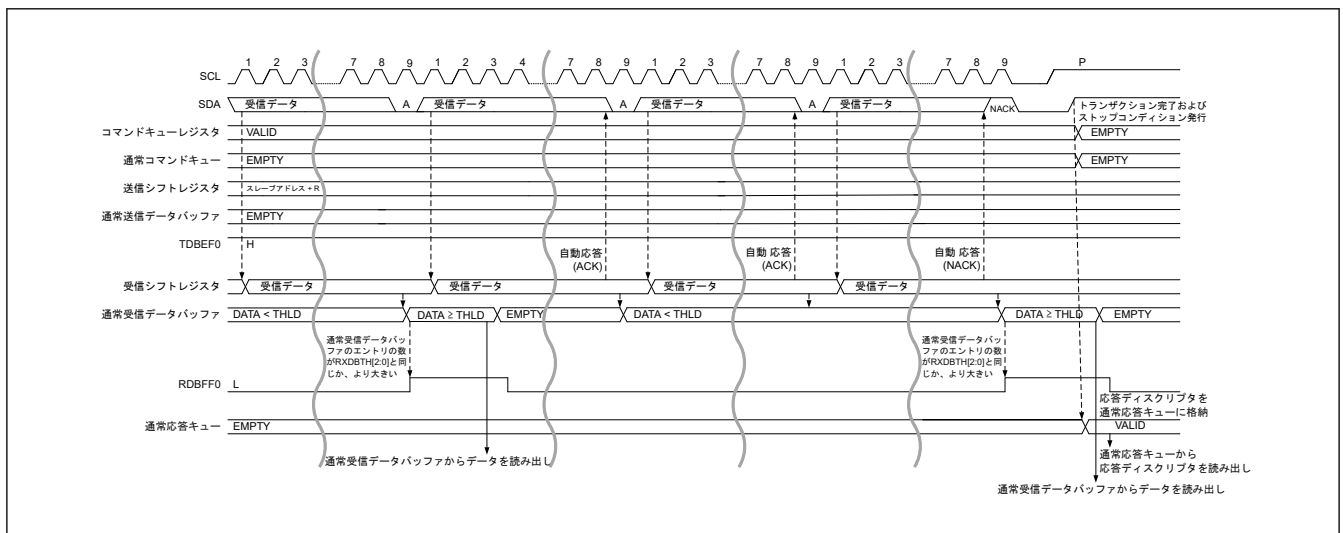 1 2 3 7 8 9 1 2 3 4 7 8 9 1 2 3 7 8 9 1 2 3 7 8 9 P
SCL
SDA 受信データ A 受信データ A 受信データ A 受信データ NACK トランザクション完了および
ストップコンディション発行
コマンドキューレジスタ VALID EMPTY
通常コマンドキュー EMPTY EMPTY
送信シフトレジスタ スレーブアドレス + R
通常送信データバッファ EMPTY
TDBEF0 H
自動応答
(ACK)
自動 応答
(ACK)
自動 応答
(NACK)
受信シフトレジスタ 受信データ 受信データ 受信データ 受信データ
通常受信データバッファ DATA < THLD DATA ≥ THLD EMPTY DATA < THLD DATA ≥ THLD EMPTY
通常受信データバッ
ファのエントリの数
がRXDBTH[2:0]と同
じか、より大きい
通常受信データバッ
ファのエントリの数
がRXDBTH[2:0]と同
じか、より大きい
RDBFF0 L
応答ディスクリプタを
通常応答キューに格納
通常応答キュー EMPTY VALID
通常受信データバッファからデータを読み出し
通常応答キューから
応答ディスクリプタを読み出し
通常受信データバッファからデータを読み出し